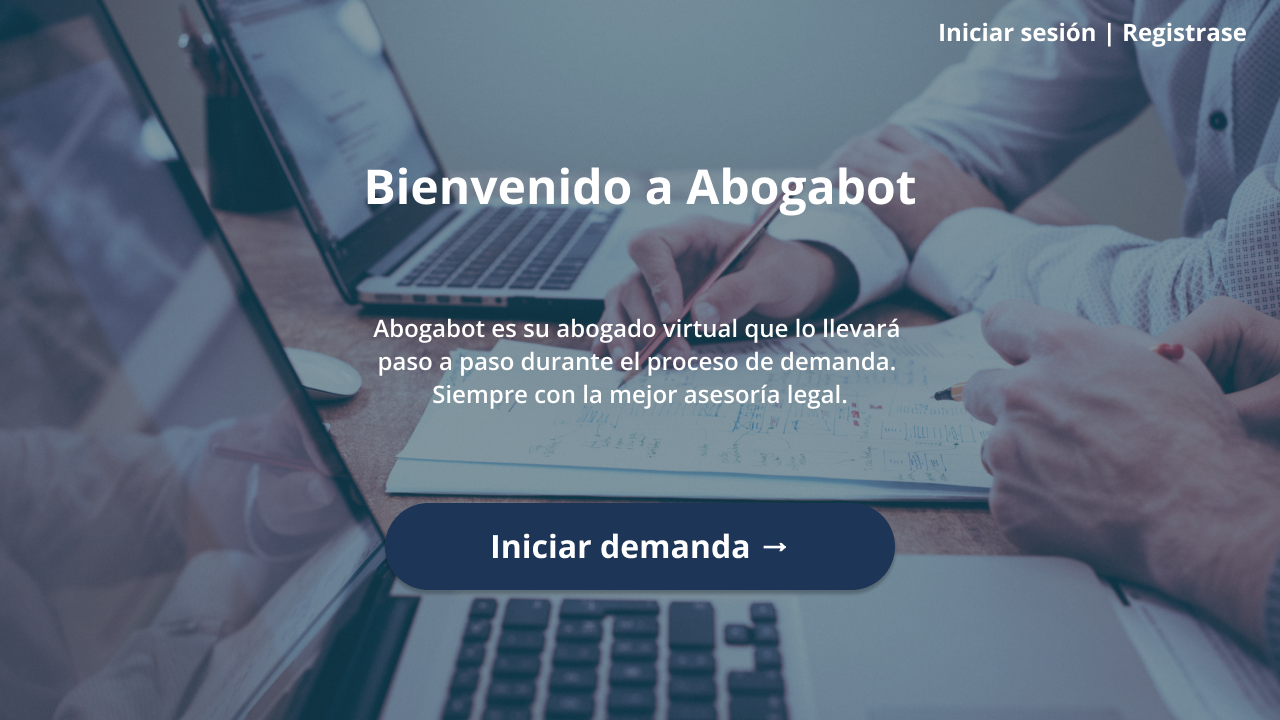 Iniciar sesión | Registrase
Bienvenido a Abogabot
Abogabot es su abogado virtual que lo llevará
paso a paso durante el proceso de demanda.
Siempre con la mejor asesoría legal.
Iniciar demanda →